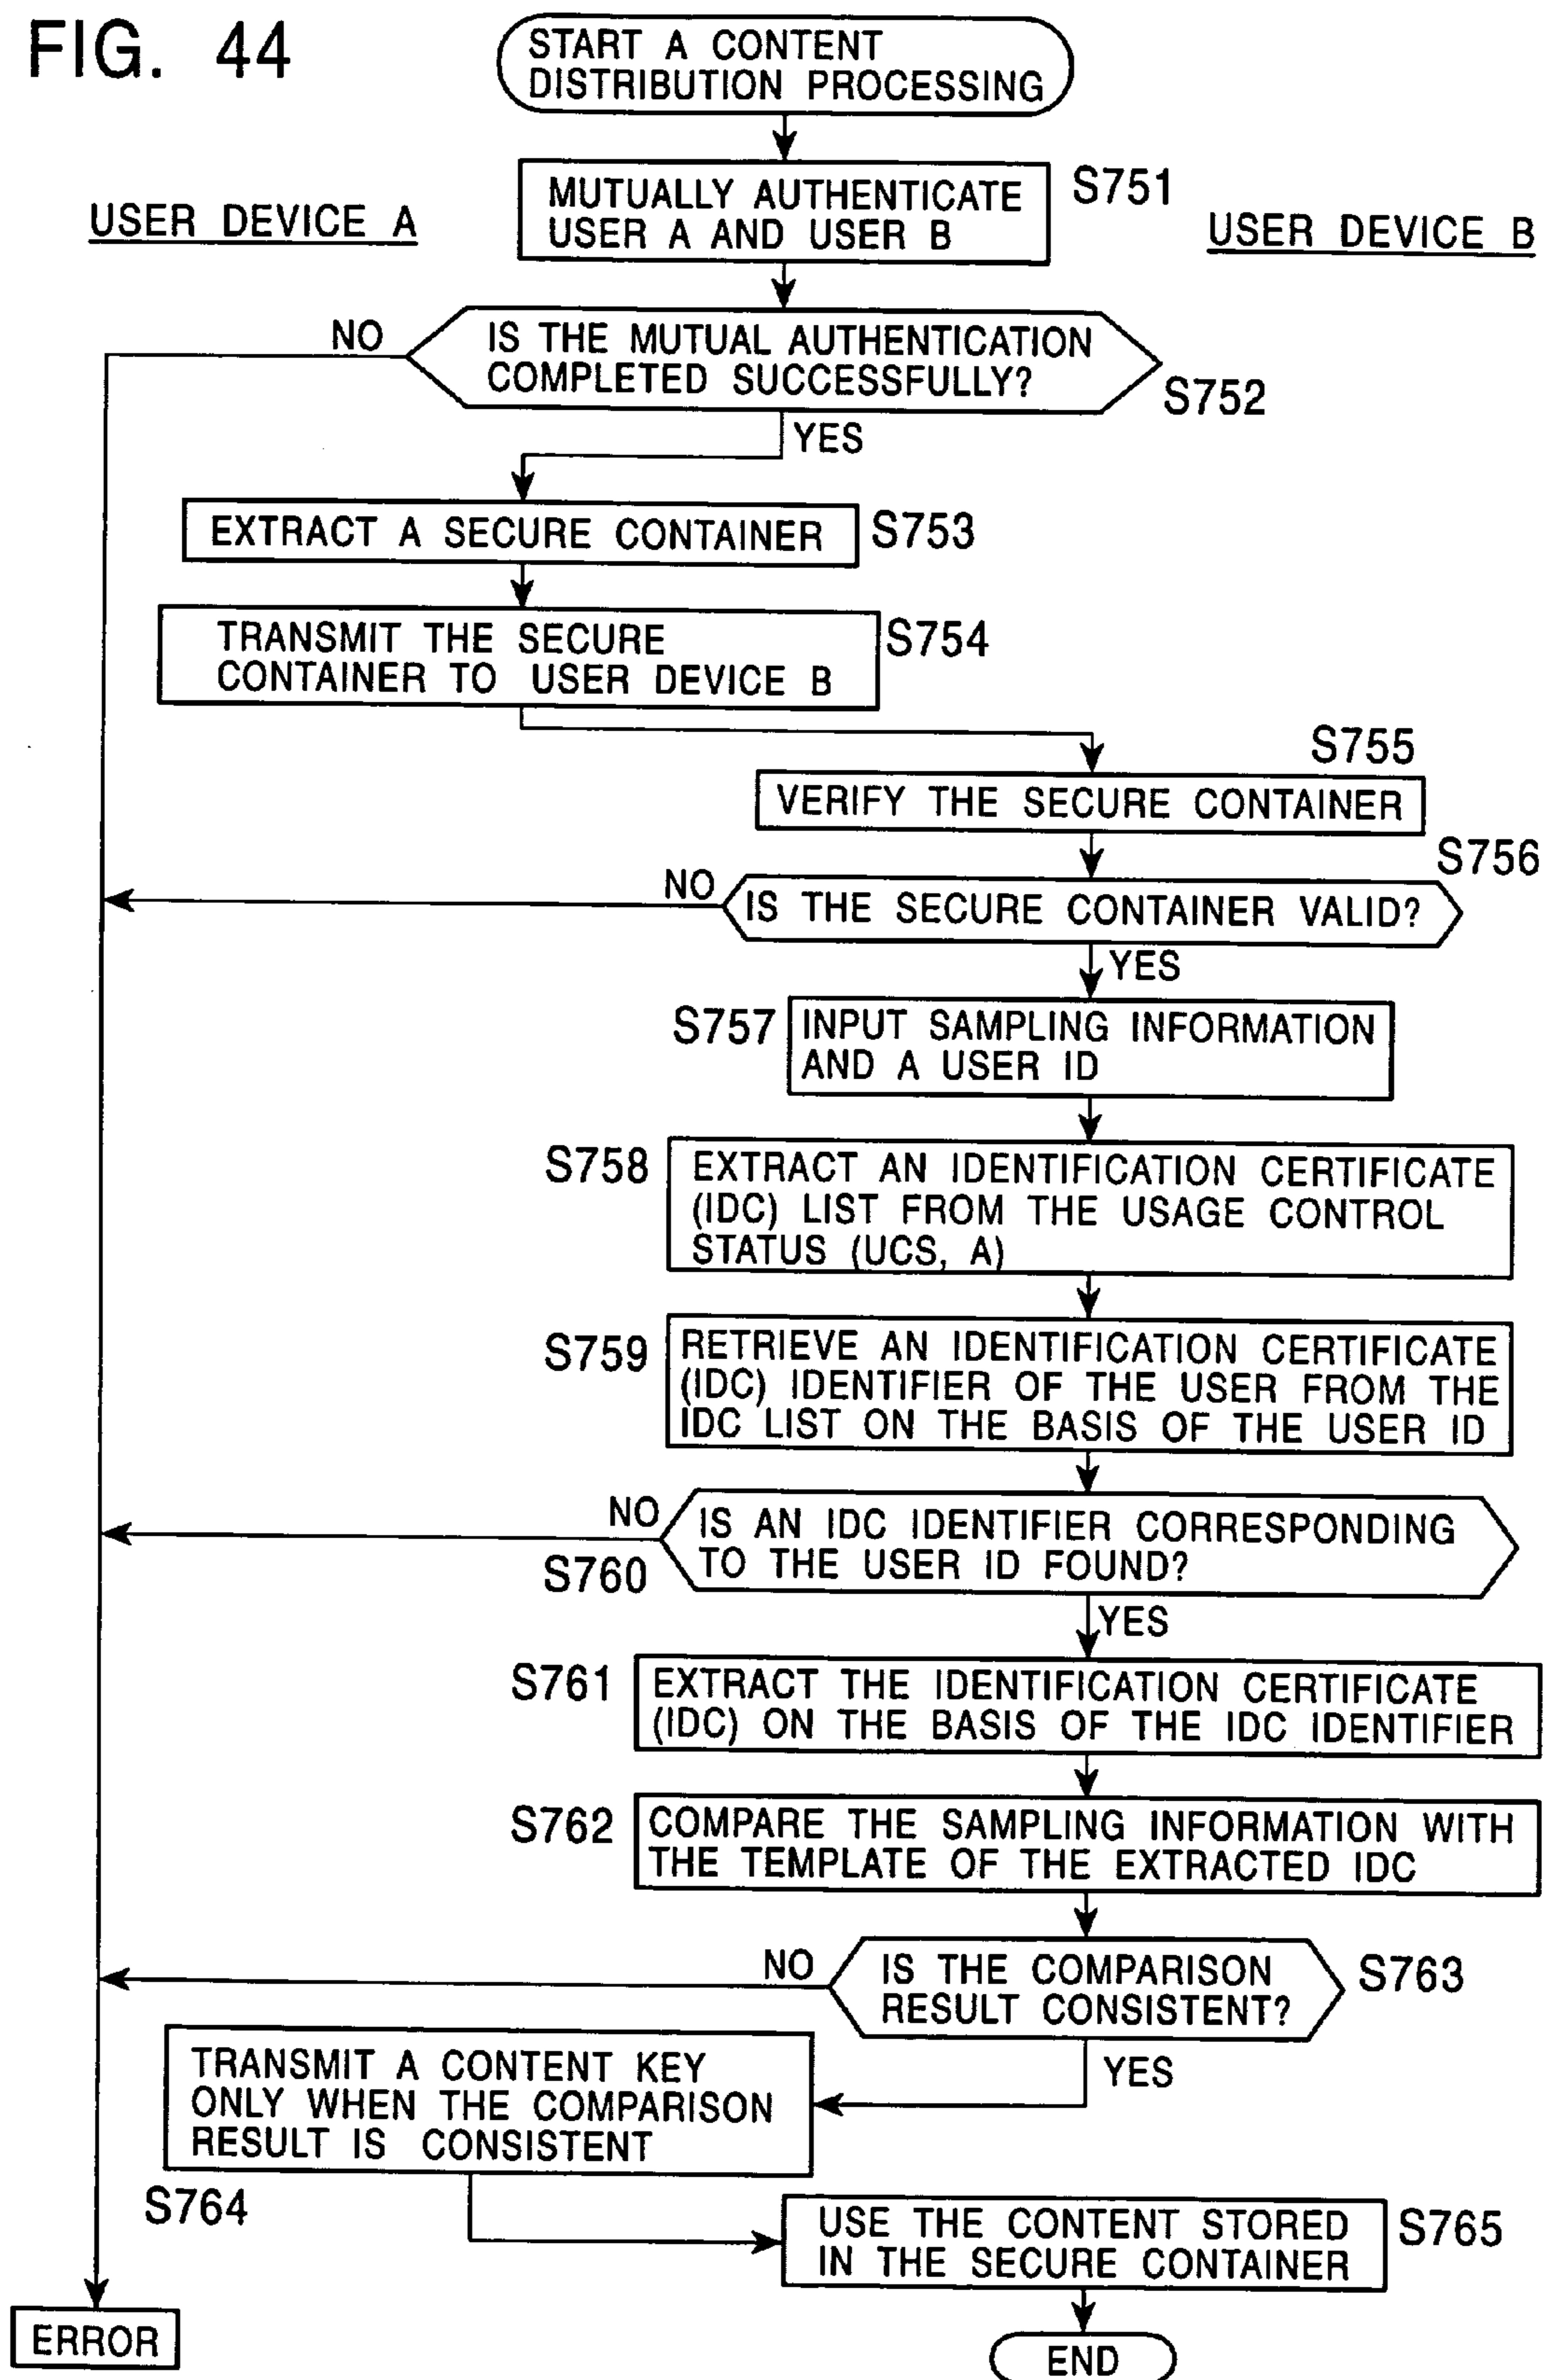 FIG. 44
START A CONTENT
DISTRIBUTION PROCESSING
MUTUALLY AUTHENTICATE
USER A AND USER B
S751
USER DEVICE A
USER DEVICE B
NO
IS THE MUTUAL AUTHENTICATION
COMPLETED SUCCESSFULLY?
S752
YES
EXTRACT A SECURE CONTAINER
S753
TRANSMIT THE SECURE
CONTAINER TO USER DEVICE B
S754
S755
VERIFY THE SECURE CONTAINER
S756
NO
IS THE SECURE CONTAINER VALID?
YES
S757
INPUT SAMPLING INFORMATION
AND A USER ID
S758
EXTRACT AN IDENTIFICATION CERTIFICATE
(IDC) LIST FROM THE USAGE CONTROL
STATUS (UCS, A)
S759
RETRIEVE AN IDENTIFICATION CERTIFICATE
(IDC) IDENTIFIER OF THE USER FROM THE
IDC LIST ON THE BASIS OF THE USER ID
NO
IS AN IDC IDENTIFIER CORRESPONDING
TO THE USER ID FOUND?
S760
YES
S761
EXTRACT THE IDENTIFICATION CERTIFICATE
(IDC) ON THE BASIS OF THE IDC IDENTIFIER
S762
COMPARE THE SAMPLING INFORMATION WITH
THE TEMPLATE OF THE EXTRACTED IDC
NO
IS THE COMPARISON
RESULT CONSISTENT?
S763
YES
TRANSMIT A CONTENT KEY
ONLY WHEN THE COMPARISON
RESULT IS CONSISTENT
S764
USE THE CONTENT STORED
IN THE SECURE CONTAINER
S765
ERROR
END